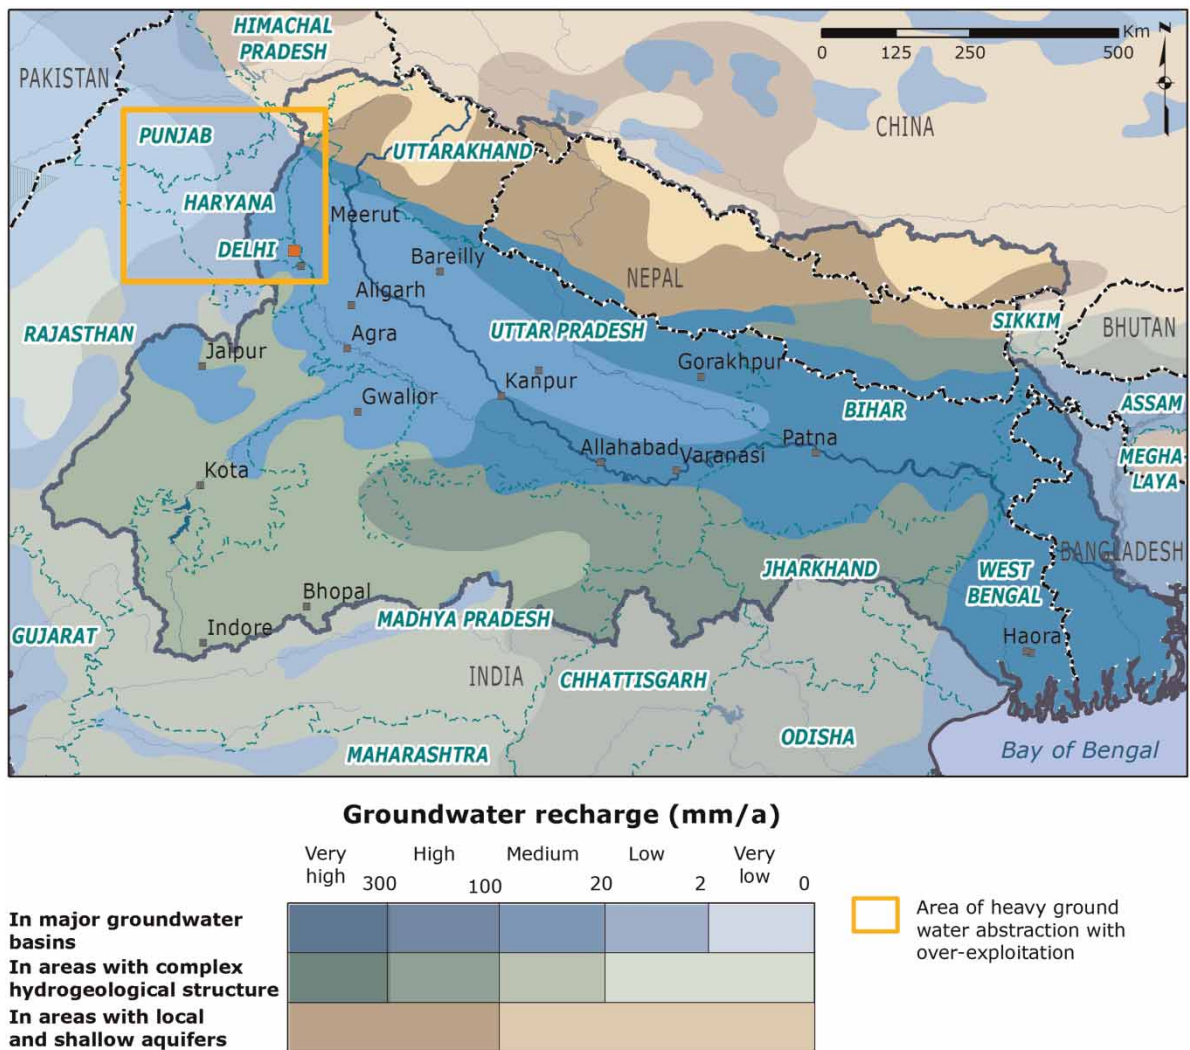 HIMACHAL
PRADESH
Km
0 125 250 500
N
PAKISTAN
CHINA
PUNJAB
UTTARAKHAND
HARYANA
Meerut
DELHI
Bareilly
NEPAL
Aligarh
RAJASTHAN
Agra
UTTAR PRADESH
SIKKIM
BHUTAN
Jaipur
Gorakhpur
Kanpur
Gwalior
BIHAR
ASSAM
Allahabad
Varanasi
Patna
MEGHA-
LAYA
Kota
BANGLADESH
JHARKHAND
WEST
BENGAL
Bhopal
MADHYA PRADESH
Indore
GUJARAT
Haora
INDIA
CHHATTISGARH
ODISHA
MAHARASHTRA
Bay of Bengal
Groundwater recharge (mm/a)
Very
high
High
Medium
Low
Very
low
300 100 20 2 0
In major groundwater
basins
In areas with complex
hydrogeological structure
In areas with local
and shallow aquifers
Area of heavy ground
water abstraction with
over-exploitation